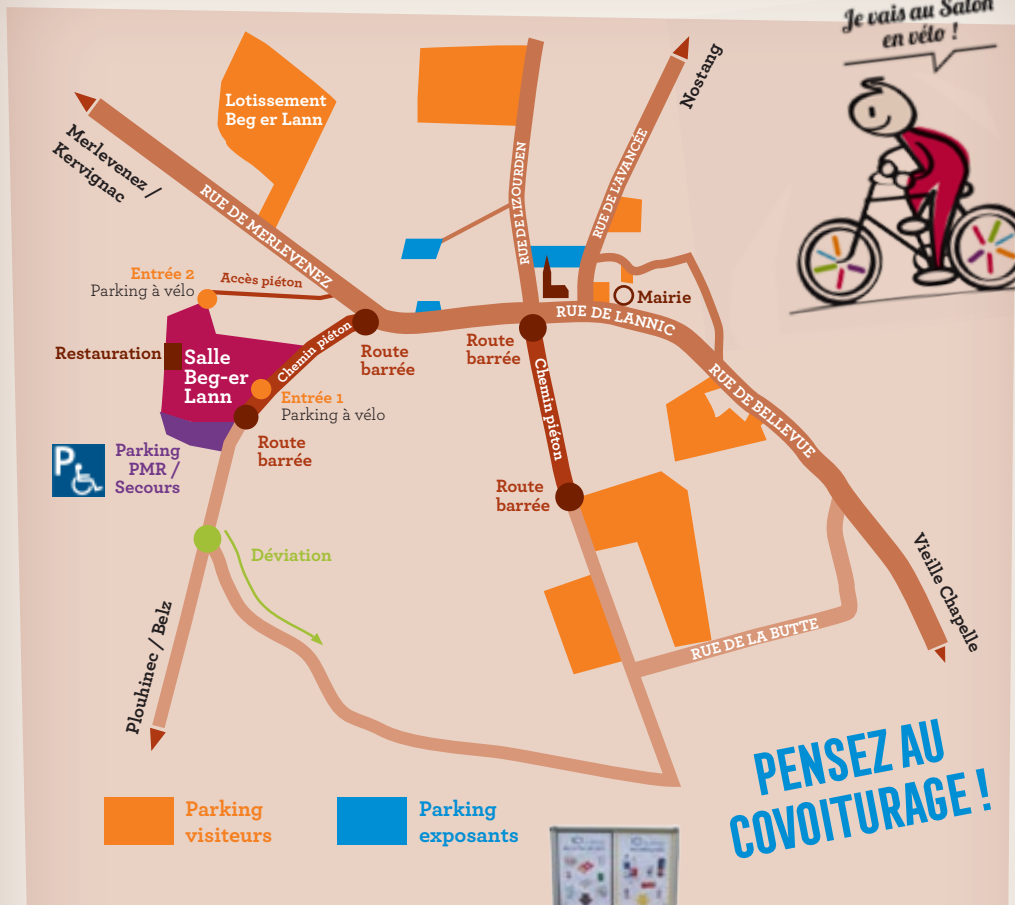 Je vais au Salon
en vélo !
Nostang
Lotissement
Beg er Lann
Merlevenez /
Kervignac
RUE DE MERLEVENEZ
RUE DE LIZOURDEN
RUE DE L'AVANCÉE
Entrée 2
Parking à vélo
Accès piéton
Mairie
RUE DE LANNIC
Restauration
Salle
Beg-er
Lann
Chemin piéton
Route
barrée
Route
barrée
Entrée 1
Parking à vélo
Chemin piéton
RUE DE BELLEVUE
Parking
PMR /
Secours
P
Route
barrée
Route
barrée
Déviation
Vieille Chapelle
Plouhinec / Belz
RUE DE LA BUTTE
PENSEZ AU
COVOITURAGE !
Parking
visiteurs
Parking
exposants